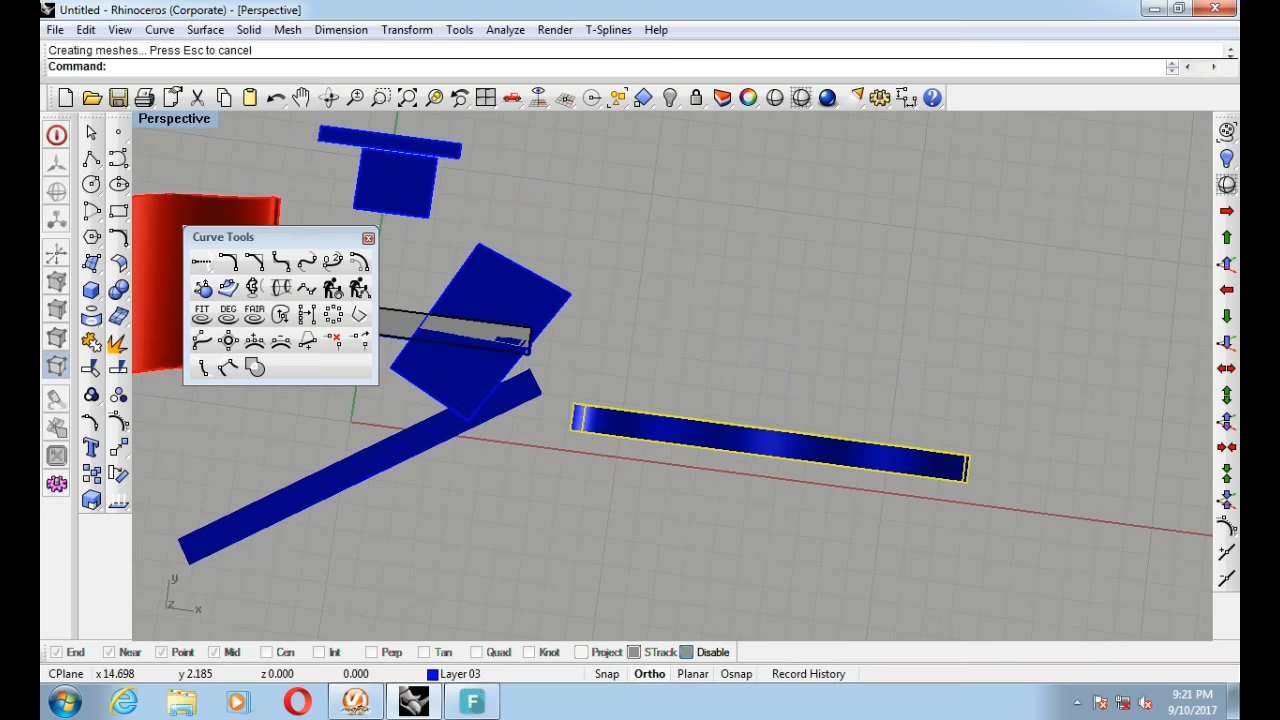 Untitled - Rhinoceros (Corporate) - [Perspective]
File Edit View Curve Surface Solid Mesh Dimension Transform Tools Analyze Render T-Splines Help
Creating meshes... Press Esc to cancel
Command:
Perspective
Curve Tools
FIT DEG FAIR
y
z x
End Near Point Mid Cen Int Perp Tan Quad Knot Project STrack Disable
CPlane x 14.698 y 2.185 z 0.000 0.000 Layer 03 Snap Ortho Planar Osnap Record History
9:21 PM
9/10/2017